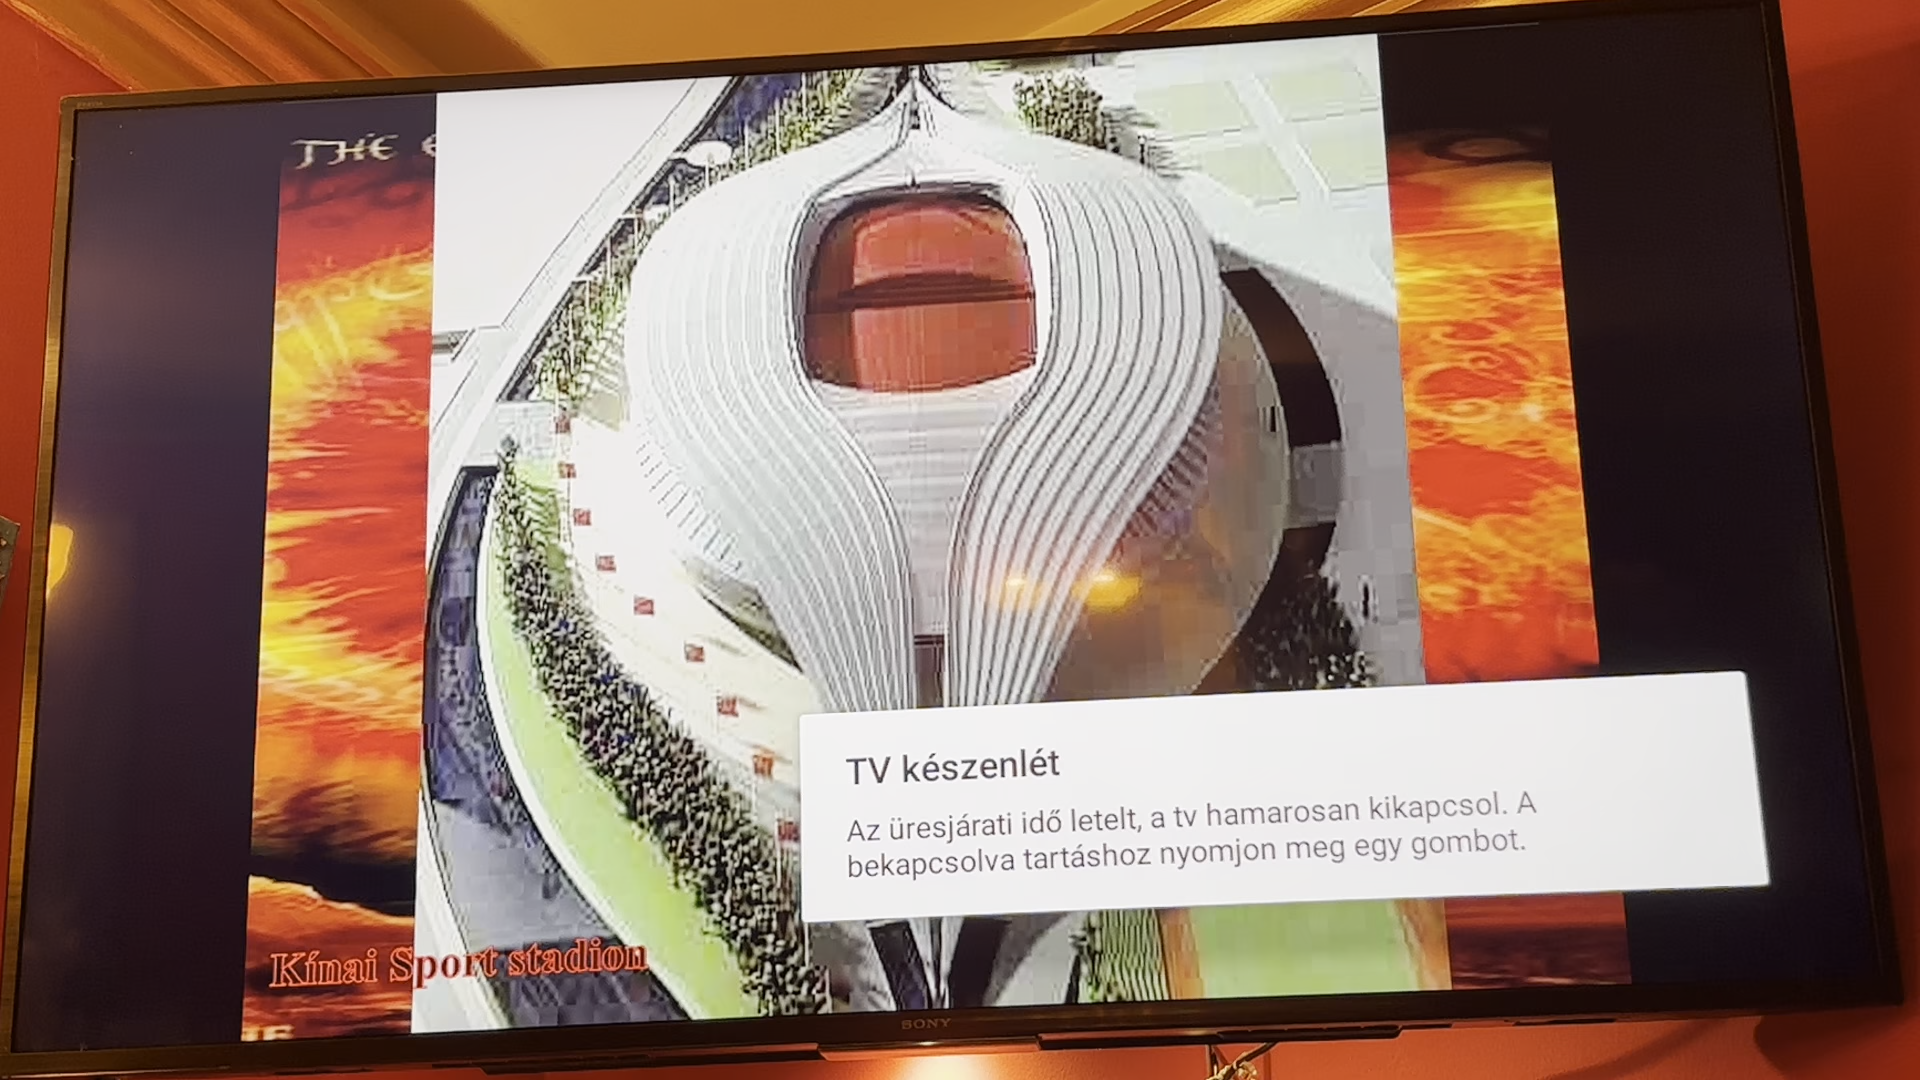 THE
TV készenlét
Az üresjárati idő letelt, a tv hamarosan kikapcsol. A
bekapcsolva tartáshoz nyomjon meg egy gombot.
Kínai Sport stadion
SONY